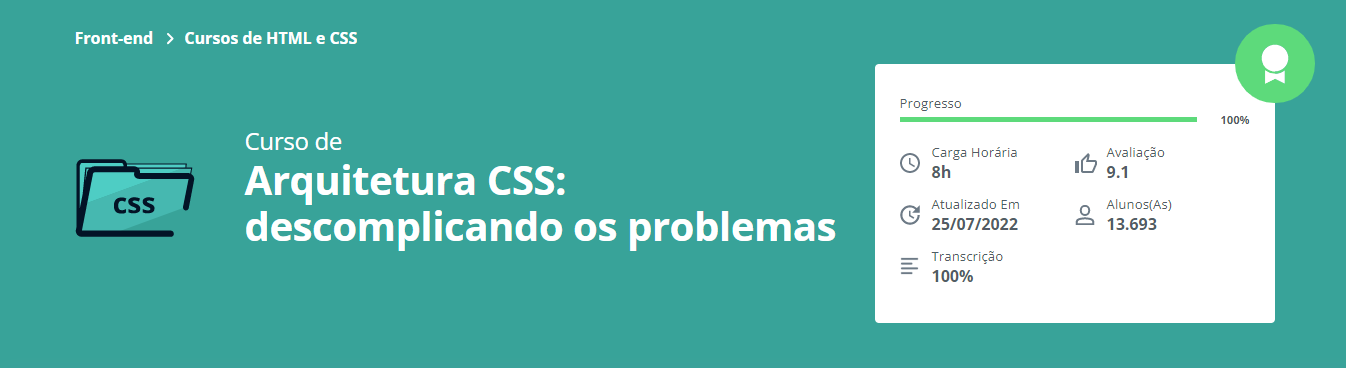 Front-end > Cursos de HTML e CSS
CSS
Curso de
Arquitetura CSS:
descomplicando os problemas
Progresso
100%
Carga Horária
8h
Avaliação
9.1
Atualizado Em
25/07/2022
Alunos(As)
13.693
Transcrição
100%